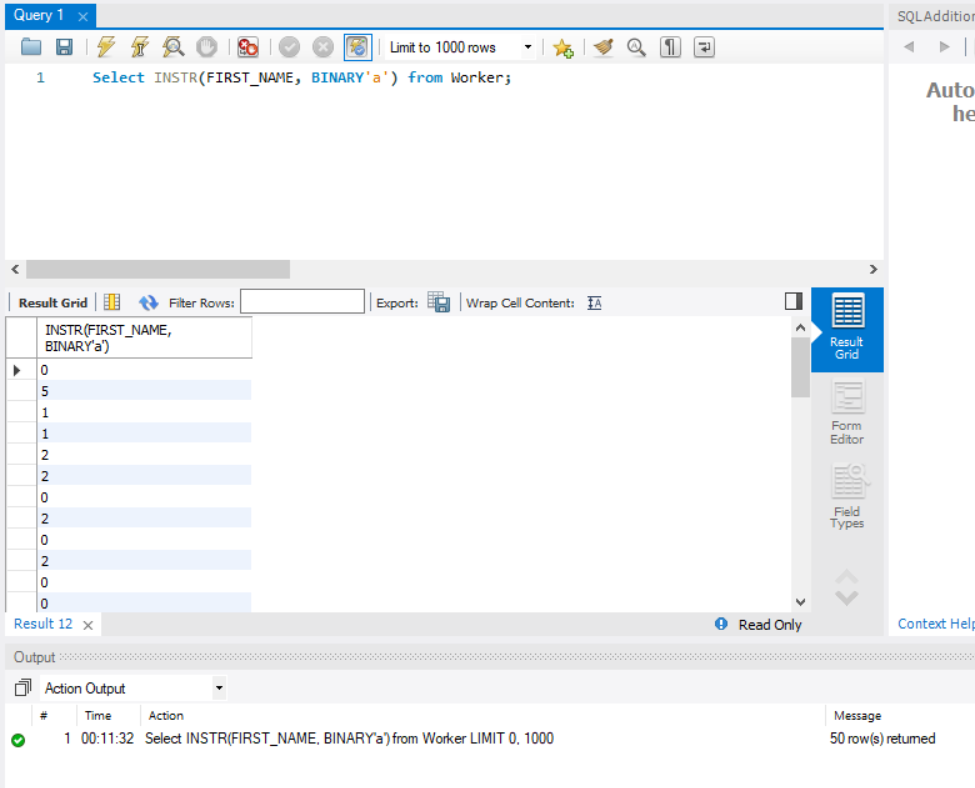 Query 1
SQLAddition
Limit to 1000 rows
1 Select INSTR(FIRST_NAME, BINARY'a') from Worker;
Auto
he
Result Grid Filter Rows: Export: Wrap Cell Content:
INSTR(FIRST_NAME,
BINARY'a')
0
5
1
1
2
2
0
2
0
2
0
0
Result
Grid
Form
Editor
Field
Types
Result 12
Read Only
Context Help
Output
Action Output
# Time Action Message
1 00:11:32 Select INSTR(FIRST_NAME, BINARY'a') from Worker LIMIT 0, 1000 50 row(s) returned